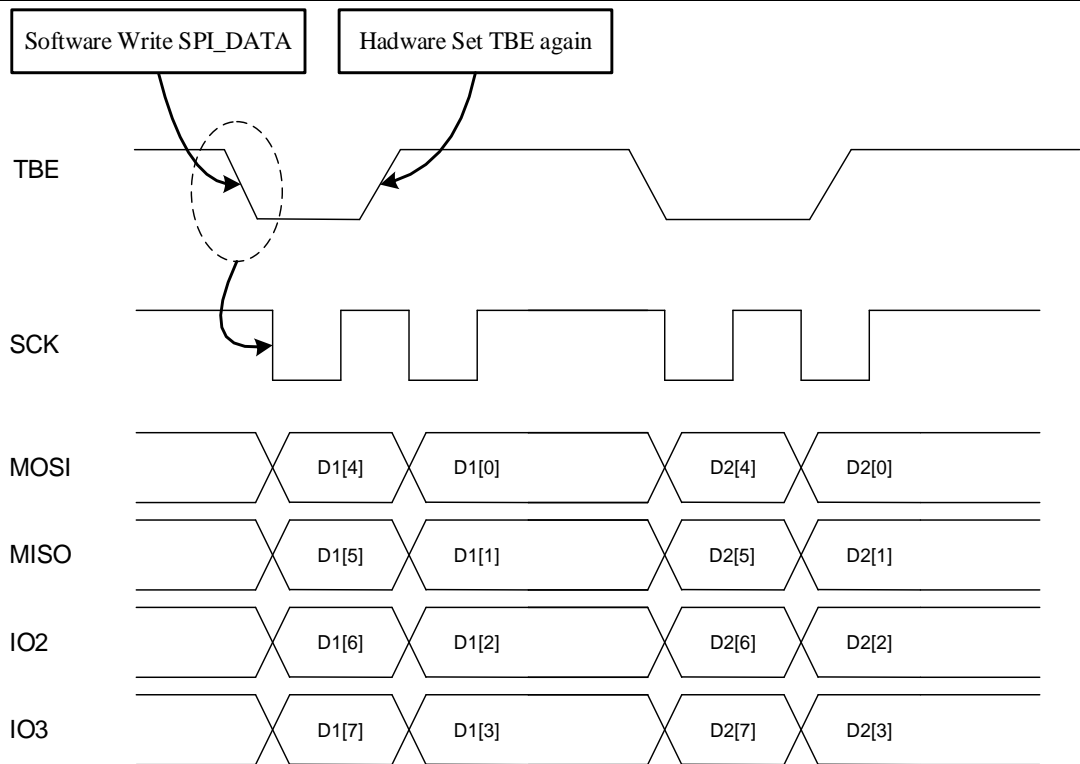 Software Write SPI_DATA
Hadware Set TBE again
TBE
SCK
MOSI D1[4] D1[0] D2[4] D2[0]
MISO D1[5] D1[1] D2[5] D2[1]
IO2 D1[6] D1[2] D2[6] D2[2]
IO3 D1[7] D1[3] D2[7] D2[3]